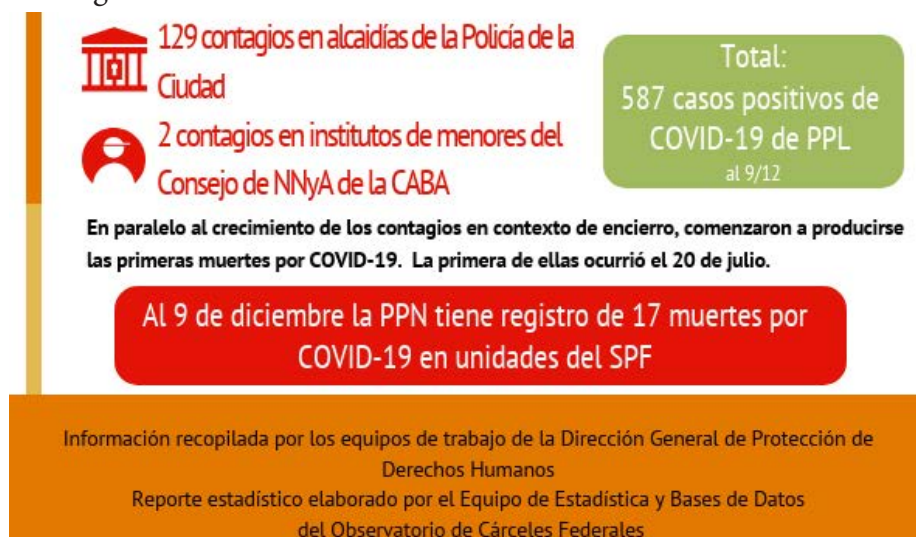 129 contagios en alcaidías de la Policía de la
Ciudad
2 contagios en institutos de menores del
Consejo de NNyA de la CABA
Total:
587 casos positivos de
COVID-19 de PPL
al 9/12
En paralelo al crecimiento de los contagios en contexto de encierro, comenzaron a producirse
las primeras muertes por COVID-19. La primera de ellas ocurrió el 20 de julio.
Al 9 de diciembre la PPN tiene registro de 17 muertes por
COVID-19 en unidades del SPF
Información recopilada por los equipos de trabajo de la Dirección General de Protección de
Derechos Humanos
Reporte estadístico elaborado por el Equipo de Estadística y Bases de Datos
del Observatorio de Cárceles Federales